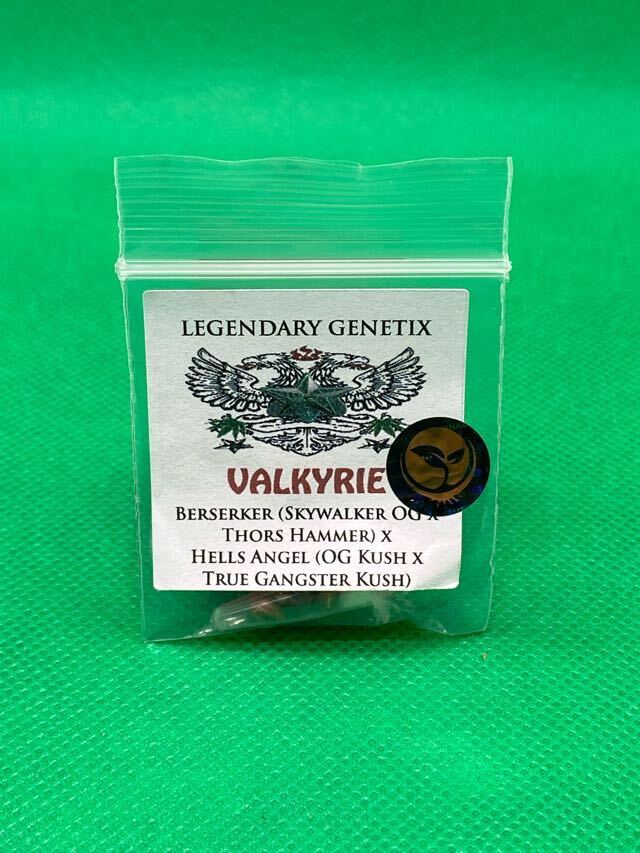 LEGENDARY GENETIX
VALKYRIE
BERSERKER (SKYWALKER OG X
THORS HAMMER) X
HELLS ANGEL (OG KUSH X
TRUE GANGSTER KUSH)